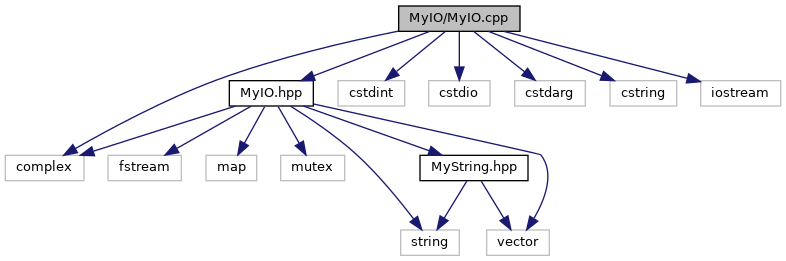 MyIO/MyIO.cpp
MyIO.hpp
cstdint
cstdio
cstdarg
cstring
iostream
complex
fstream
map
mutex
MyString.hpp
string
vector